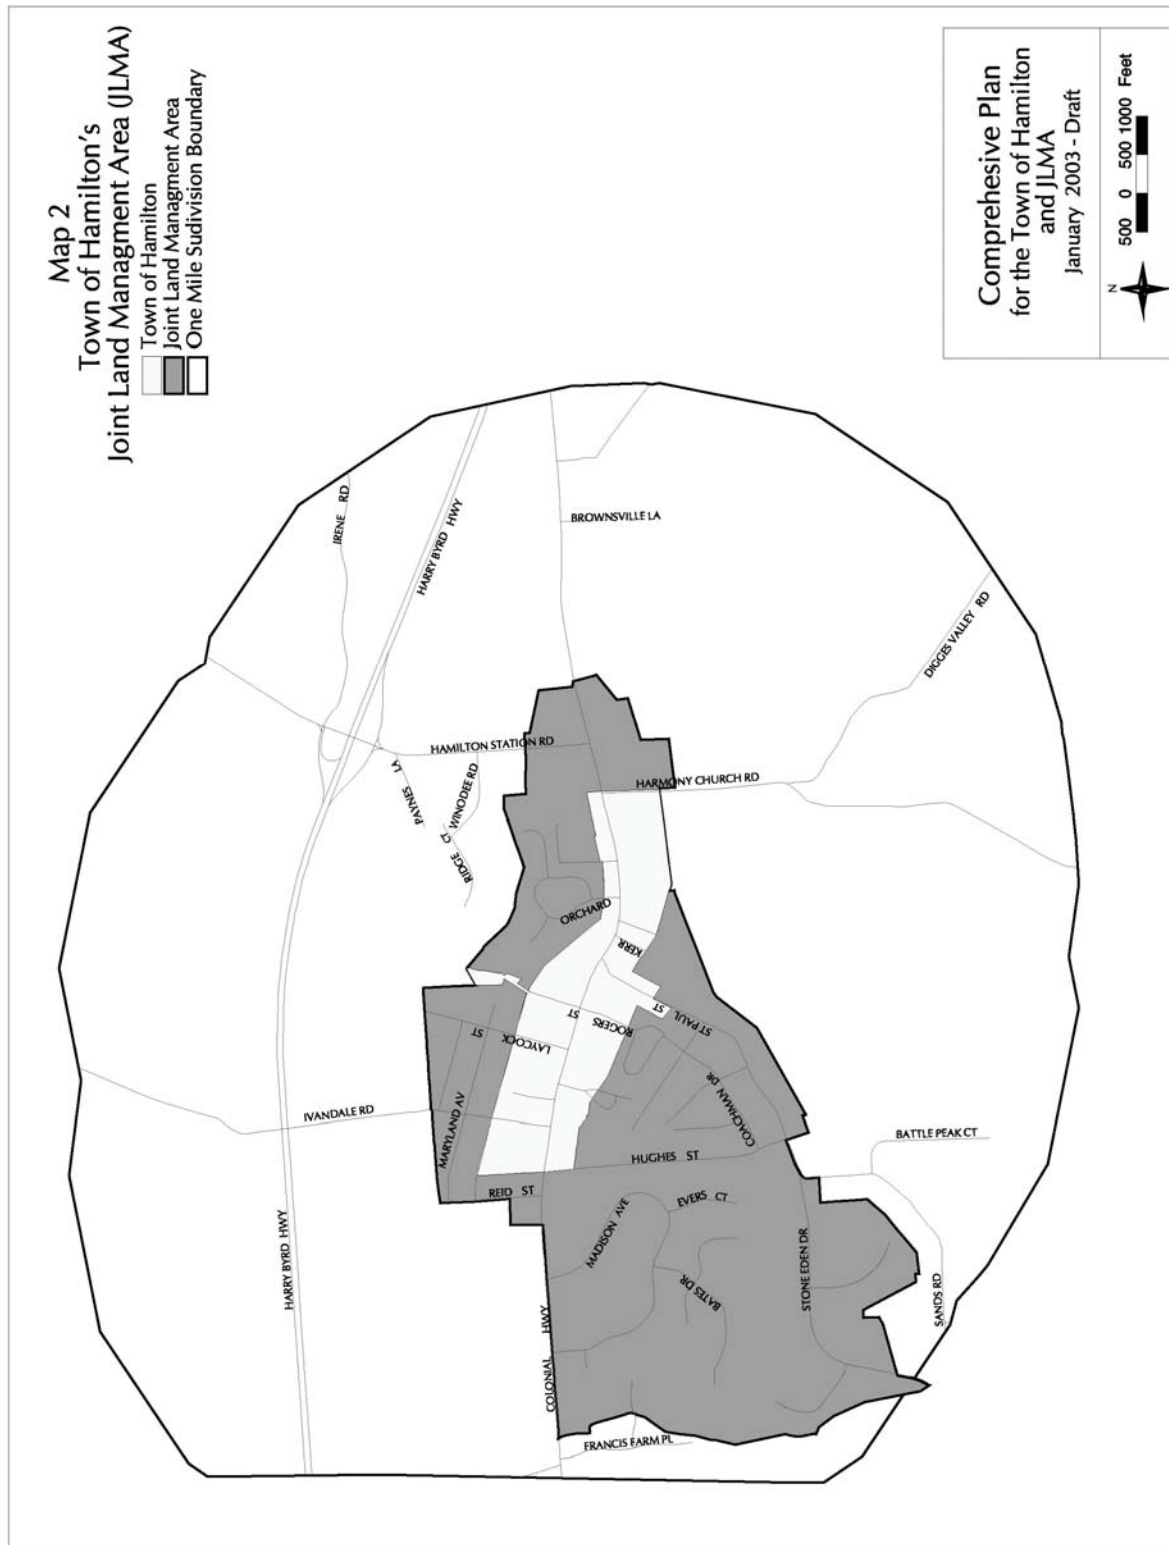 Map 2
Town of Hamilton's
Joint Land Managment Area (JLMA)
Town of Hamilton
Joint Land Managment Area
One Mile Sudivision Boundary
IRENE RD
HARRY BYRD HWY
BROWNSVILLE LA
DIGGES VALLEY RD
HAMILTON STATION RD
PAYNES LA
WINODEE RD
RIDGE CT
HARMONY CHURCH RD
ORCHARD
KERR
ROGERS ST
ST PAUL ST
LAYCOCK ST
IVANDALE RD
MARYLAND AV
COACHMAN DR
HUGHES ST
BATTLE PEAK CT
REID ST
MADISON AVE
EVERS CT
BATES DR
STONE EDEN DR
SANDS RD
HARRY BYRD HWY
COLONIAL HWY
FRANCIS FARM PL
Comprehesive Plan
for the Town of Hamilton
and JLMA
January 2003 - Draft
N
500 0 500 1000 Feet